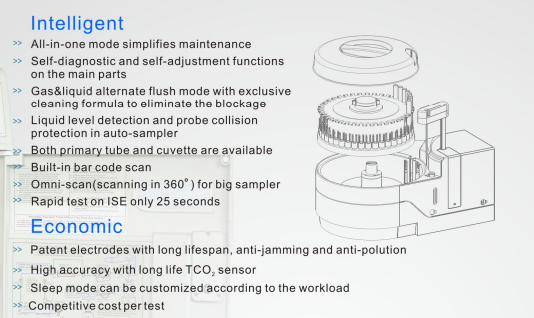 Intelligent
>> All-in-one mode simplifies maintenance
>> Self-diagnostic and self-adjustment functions
on the main parts
>> Gas&liquid alternate flush mode with exclusive
cleaning formula to eliminate the blockage
>> Liquid level detection and probe collision
protection in auto-sampler
>> Both primary tube and cuvette are available
>> Built-in bar code scan
>> Omni-scan(scanning in 360°) for big sampler
>> Rapid test on ISE only 25 seconds
Economic
>> Patent electrodes with long lifespan, anti-jamming and anti-polution
>> High accuracy with long life TCO₂ sensor
>> Sleep mode can be customized according to the workload
>> Competitive cost per test